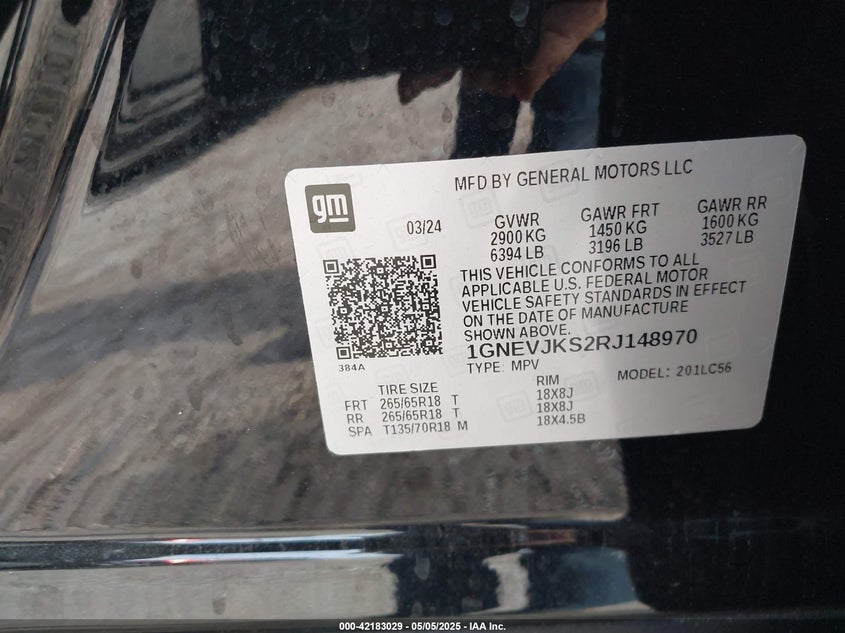 MFD BY GENERAL MOTORS LLC
gm
03/24
GVWR GAWR FRT GAWR RR
2900 KG 1450 KG 1600 KG
6394 LB 3196 LB 3527 LB
THIS VEHICLE CONFORMS TO ALL
APPLICABLE U.S. FEDERAL MOTOR
VEHICLE SAFETY STANDARDS IN EFFECT
ON THE DATE OF MANUFACTURE
SHOWN ABOVE.
1GNEVJKS2RJ148970
384A
TYPE: MPV MODEL: 201LC56
TIRE SIZE RIM
FRT 265/65R18 T 18X8J
RR 265/65R18 T 18X8J
SPA T135/70R18 M 18X4.5B
000-42183029 - 05/05/2025 - IAA Inc.